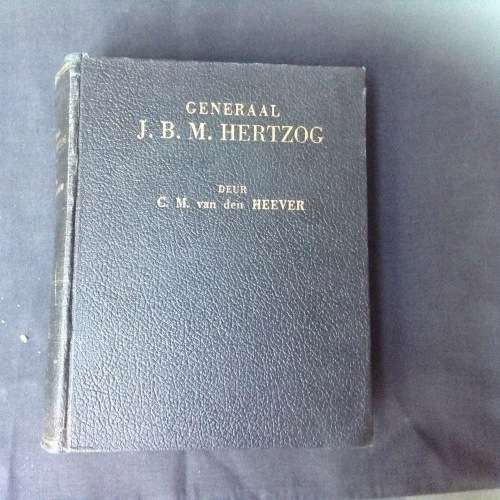 GENERAAL
J. B. M. HERTZOG
DEUR
C. M. van den HEEVER